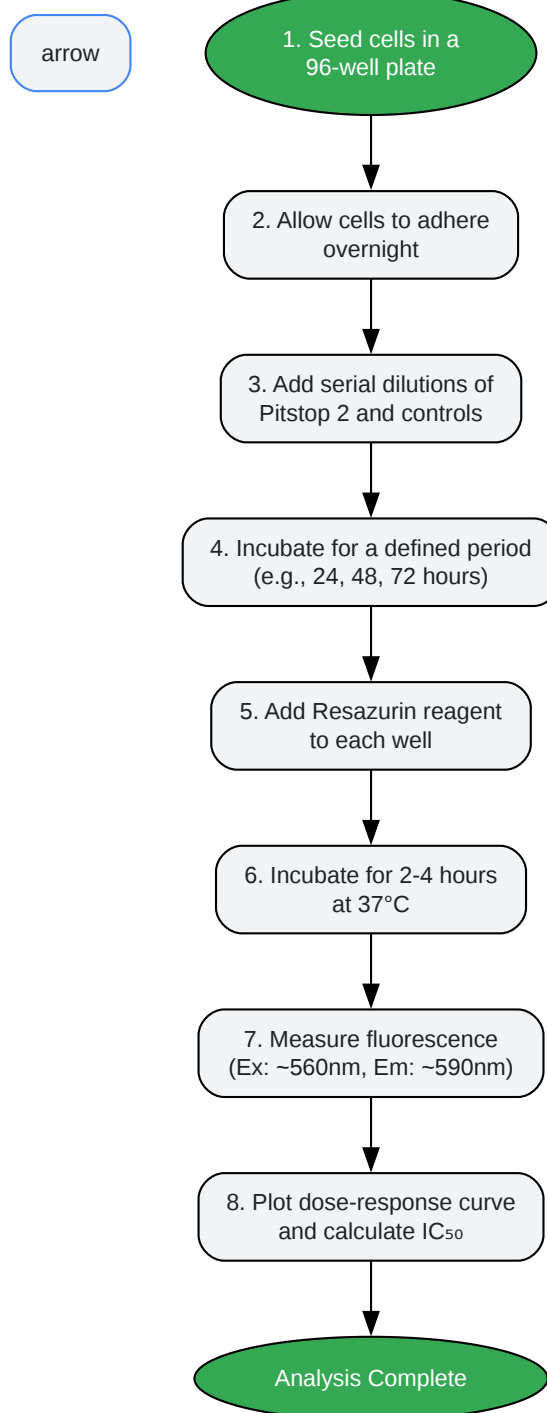 arrow
1. Seed cells in a
96-well plate
2. Allow cells to adhere
overnight
3. Add serial dilutions of
Pitstop 2 and controls
4. Incubate for a defined period
(e.g., 24, 48, 72 hours)
5. Add Resazurin reagent
to each well
6. Incubate for 2-4 hours
at 37°C
7. Measure fluorescence
(Ex: ~560nm, Em: ~590nm)
8. Plot dose-response curve
and calculate IC₅₀
Analysis Complete